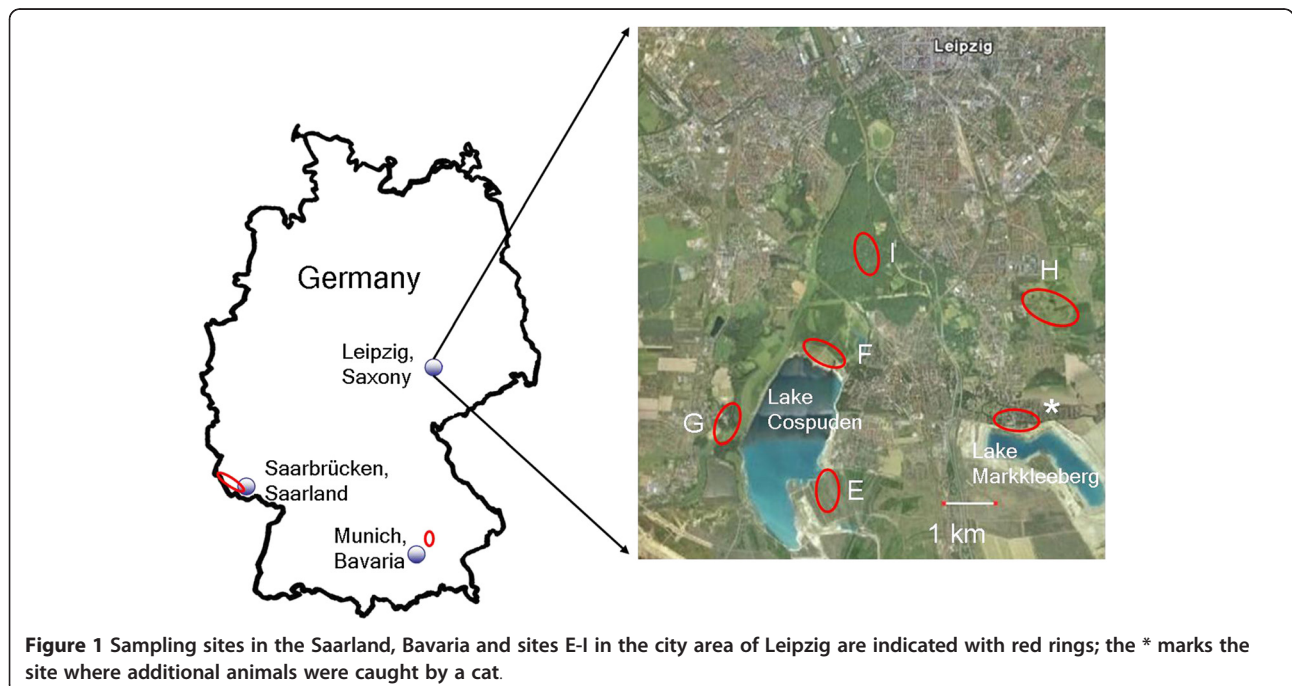 Leipzig
Germany
Leipzig,
Saxony
Saarbrücken,
Saarland
Munich,
Bavaria
I
H
F
Lake
Cospuden
G
*
Lake
Markkleeberg
E
1 km
Figure 1 Sampling sites in the Saarland, Bavaria and sites E-I in the city area of Leipzig are indicated with red rings; the * marks the
site where additional animals were caught by a cat.